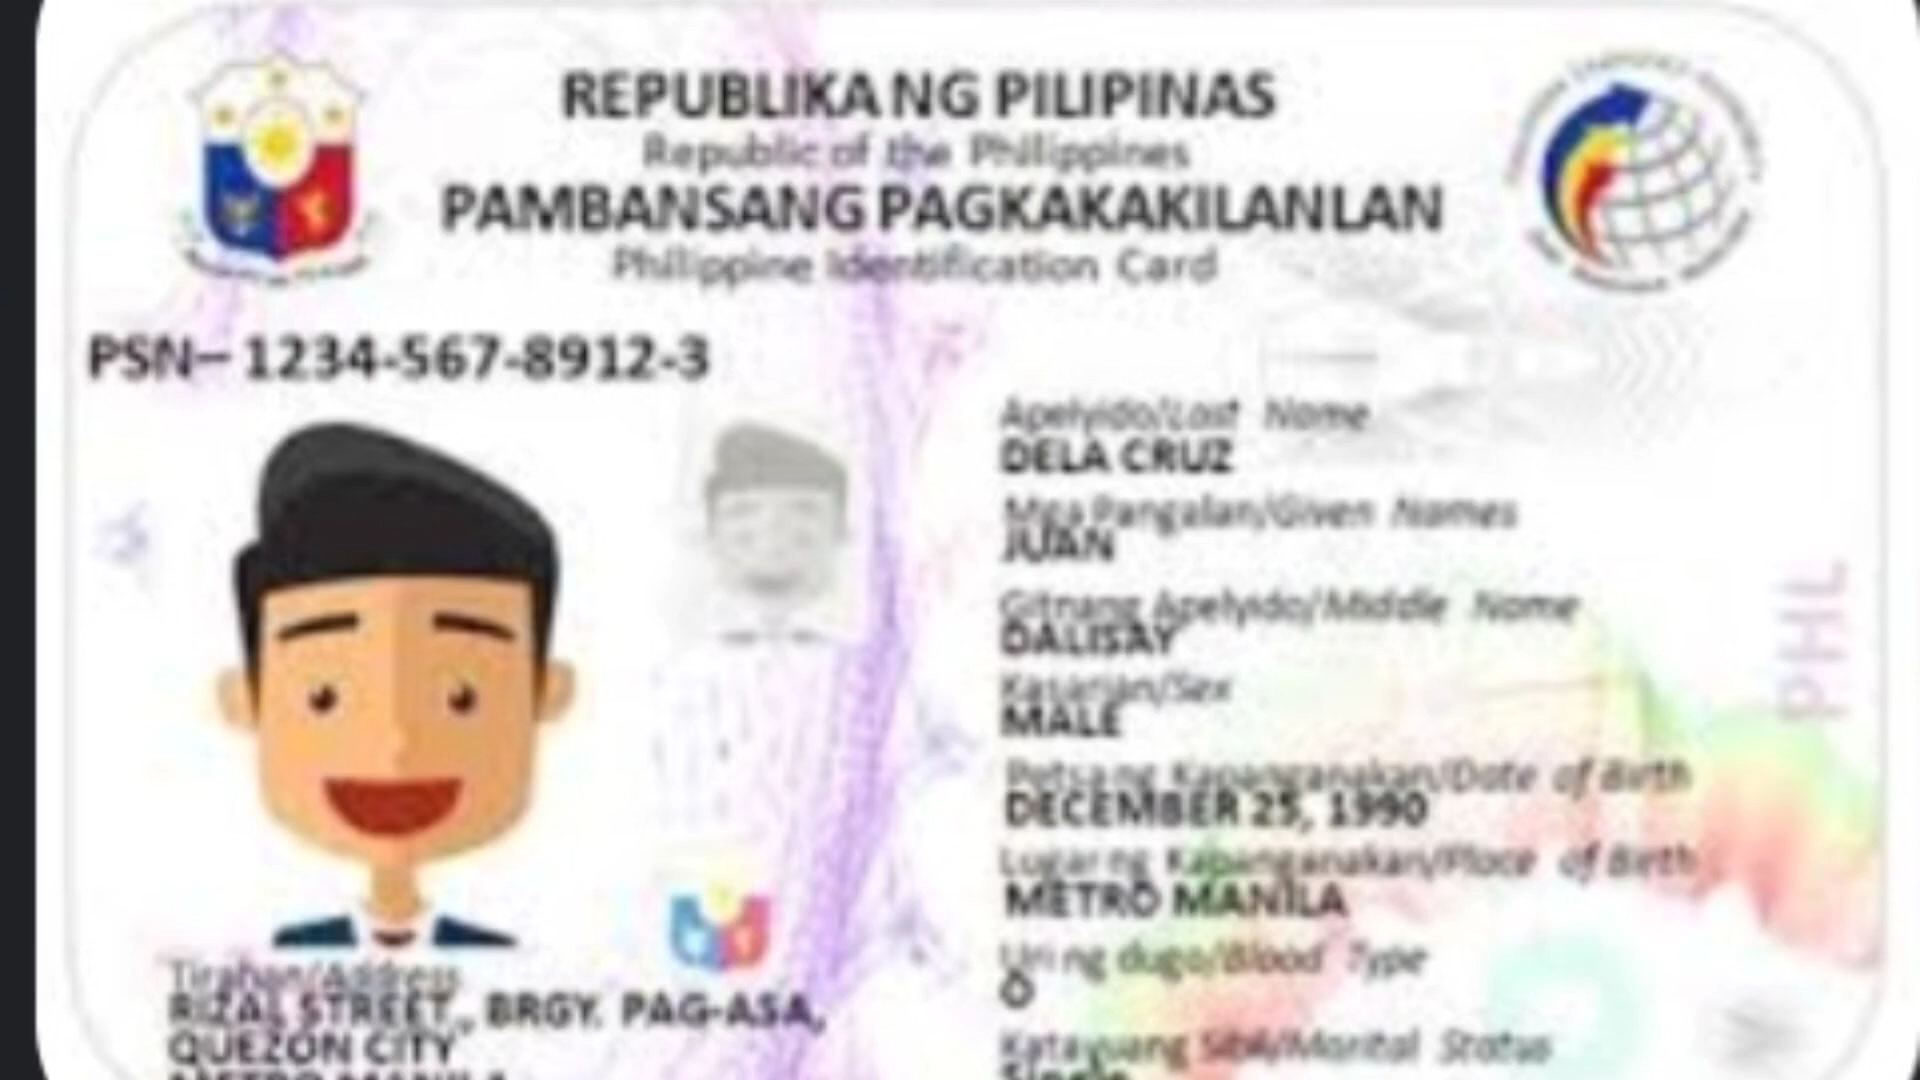 REPUBLIKA NG PILIPINAS
Republic of the Philippines
PAMBANSANG PAGKAKAKILANLAN
Philippine Identification Card
PSN– 1234-567-8912-3
Apelyido/Last Name
DELA CRUZ
Mga Pangalan/Given Names
JUAN
Gitnang Apelyido/Middle Name
DALISAY
Kasarian/Sex
MALE
Petsa ng Kapanganakan/Date of Birth
DECEMBER 25, 1990
Lugar ng Kapanganakan/Place of Birth
METRO MANILA
Uri ng dugo/Blood Type
O
Katayuang Sibil/Marital Status
Single
PHL
Tirahan/Address
RIZAL STREET., BRGY. PAG-ASA,
QUEZON CITY
METRO MANILA